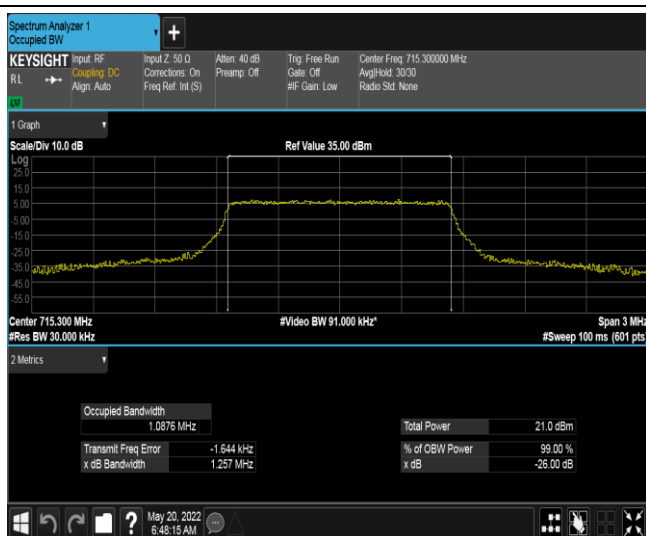 Spectrum Analyzer 1
Occupied BW
+
KEYSIGHT Input: RF Input Z: 50 Ω Atten: 40 dB Trig: Free Run Center Freq: 715.300000 MHz
RL Coupling: DC Corrections: On Preamp: Off Gate: Off Avg|Hold: 30/30
Align: Auto Freq Ref: Int (S) #IF Gain: Low Radio Std: None
1 Graph
Scale/Div 10.0 dB Ref Value 35.00 dBm
Log
25.0
15.0
5.00
-5.00
-15.0
-25.0
-35.0
-45.0
-55.0
Center 715.300 MHz #Video BW 91.000 kHz* Span 3 MHz
#Res BW 30.000 kHz #Sweep 100 ms (601 pts)
2 Metrics
Occupied Bandwidth
1.0876 MHz Total Power 21.0 dBm
Transmit Freq Error -1.644 kHz % of OBW Power 99.00 %
x dB Bandwidth 1.257 MHz x dB -26.00 dB
? May 20, 2022
6:48:15 AM